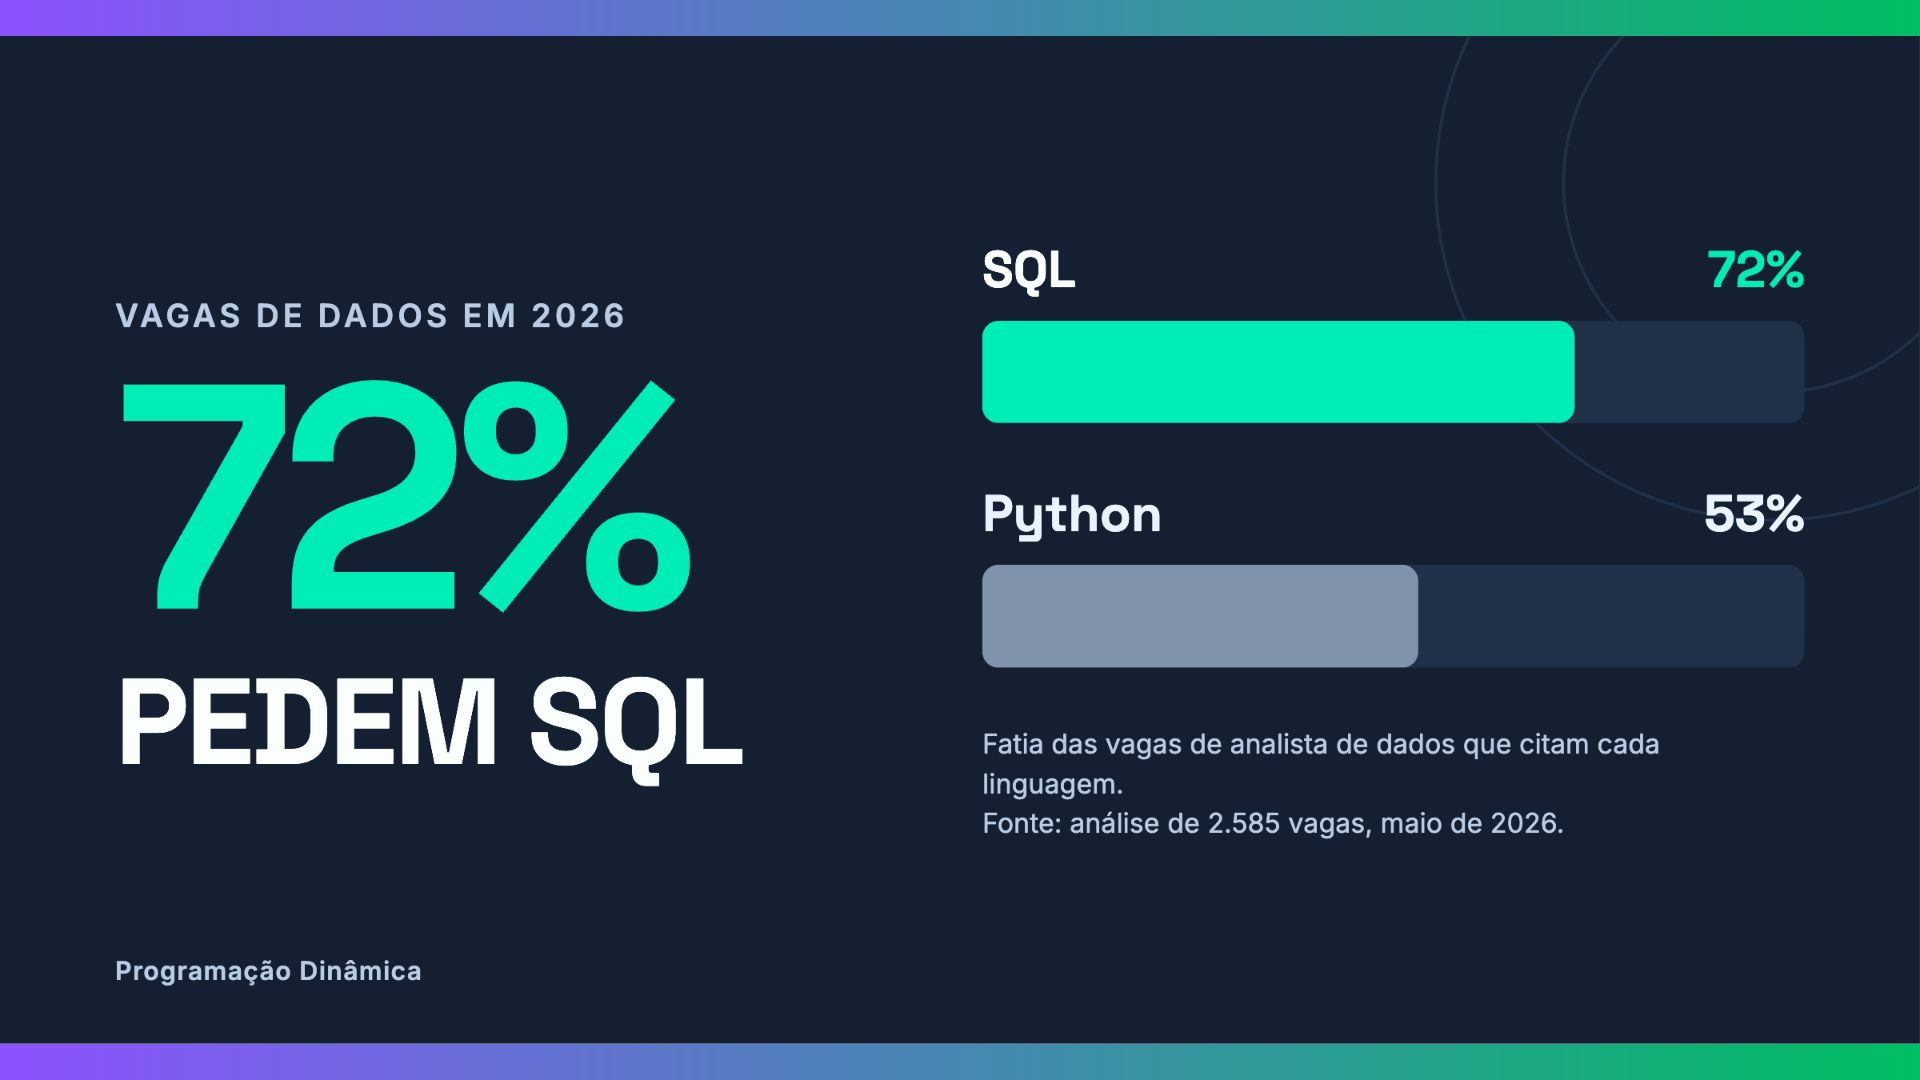 VAGAS DE DADOS EM 2026
72%
PEDEM SQL
SQL 72%
Python 53%
Fatia das vagas de analista de dados que citam cada
linguagem.
Fonte: análise de 2.585 vagas, maio de 2026.
Programação Dinâmica